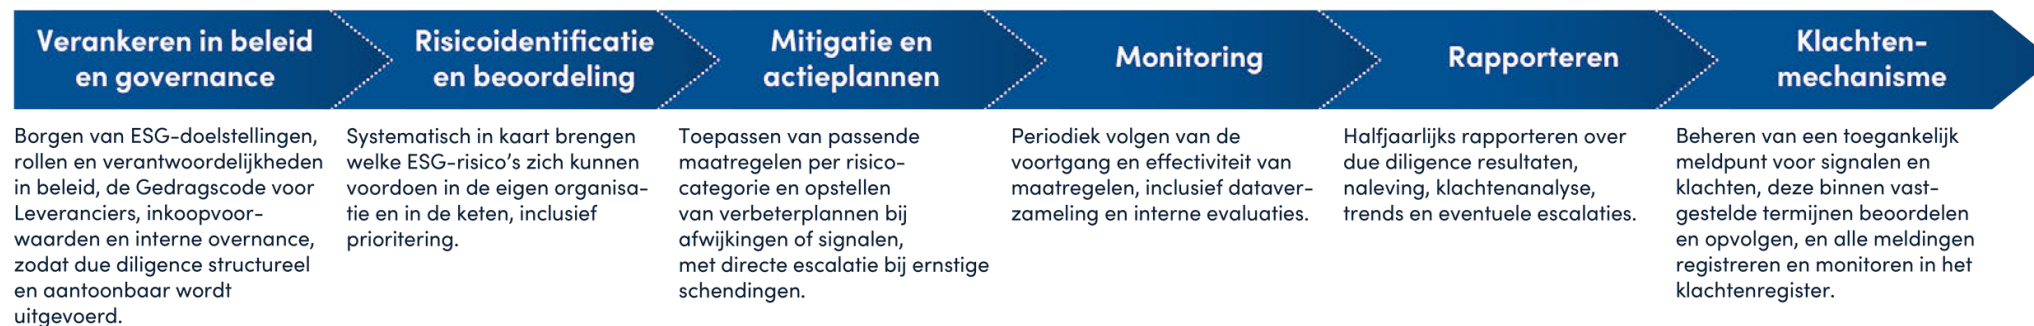 Verankeren in beleid
en governance
Borgen van ESG-doelstellingen,
rollen en verantwoordelijkheden
in beleid, de Gedragscode voor
Leveranciers, inkoopvoor-
waarden en interne overnance,
zodat due diligence structureel
en aantoonbaar wordt
uitgevoerd.
Risicoidentificatie
en beoordeling
Systematisch in kaart brengen
welke ESG-risico's zich kunnen
voordoen in de eigen organisa-
tie en in de keten, inclusief
prioritering.
Mitigatie en
actieplannen
Toepassen van passende
maatregelen per risico-
categorie en opstellen
van verbeterplannen bij
afwijkingen of signalen,
met directe escalatie bij ernstige
schendingen.
Monitoring
Periodiek volgen van de
voortgang en effectiviteit van
maatregelen, inclusief dataver-
zameling en interne evaluaties.
Rapporteren
Halfjaarlijks rapporteren over
due diligence resultaten,
naleving, klachtenanalyse,
trends en eventuele escalaties.
Klachten-
mechanisme
Beheren van een toegankelijk
meldpunt voor signalen en
klachten, deze binnen vast-
gestelde termijnen beoordelen
en opvolgen, en alle meldingen
registreren en monitoren in het
klachtenregister.